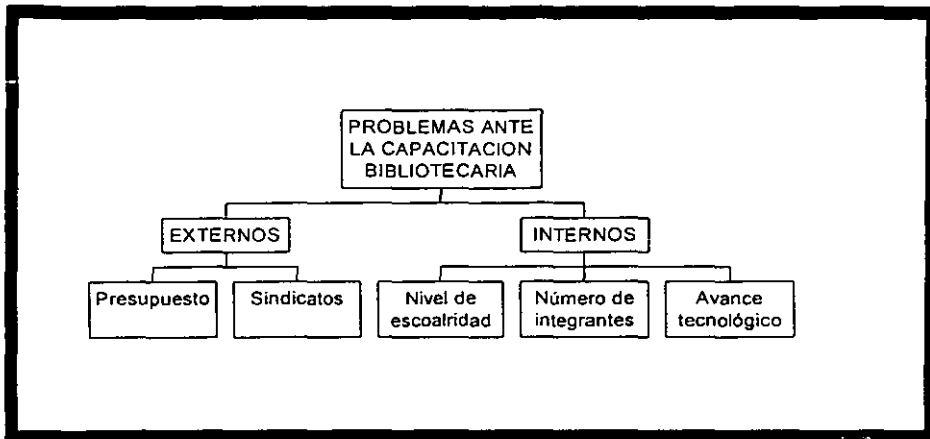 PROBLEMAS ANTE
LA CAPACITACION
BIBLIOTECARIA
EXTERNOS
INTERNOS
Presupuesto
Sindicatos
Nivel de
escoalridad
Número de
integrantes
Avance
tecnológico